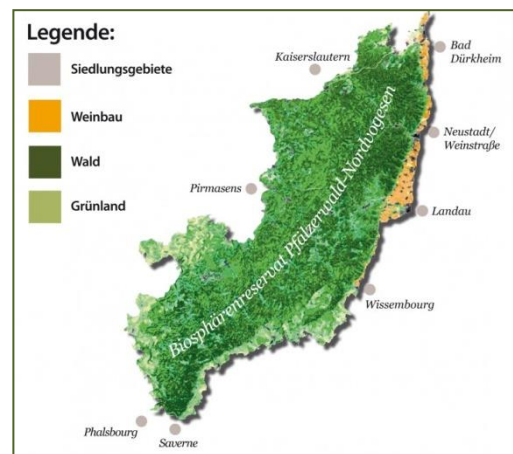 Legende:
Siedlungsgebiete
Weinbau
Wald
Grünland
Kaiserslautern
Bad
Dürkheim
Neustadt/
Weinstraße
Pirmasens
Landau
Biosphärenreservat Pfälzerwald-Nordvogesen
Wissembourg
Phalsbourg
Saverne